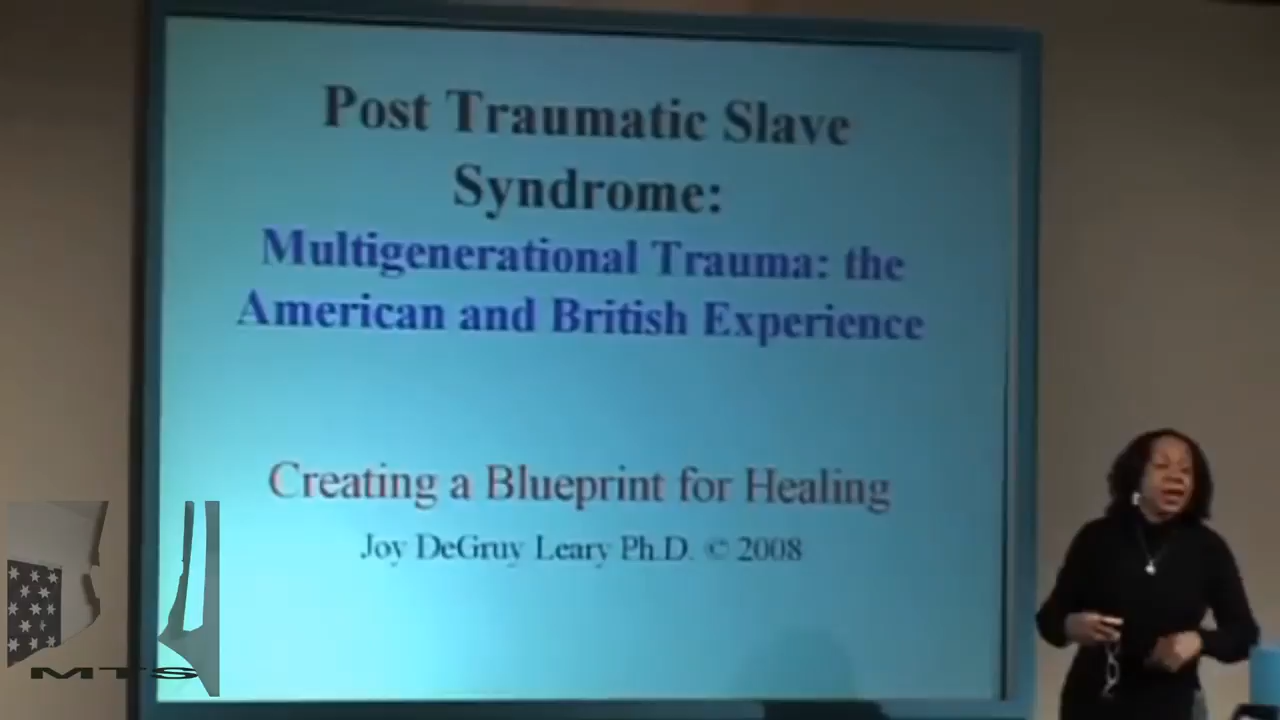 Post Traumatic Slave
Syndrome:
Multigenerational Trauma: the
American and British Experience
Creating a Blueprint for Healing
Joy DeGruy Leary Ph.D. © 2008
MTS